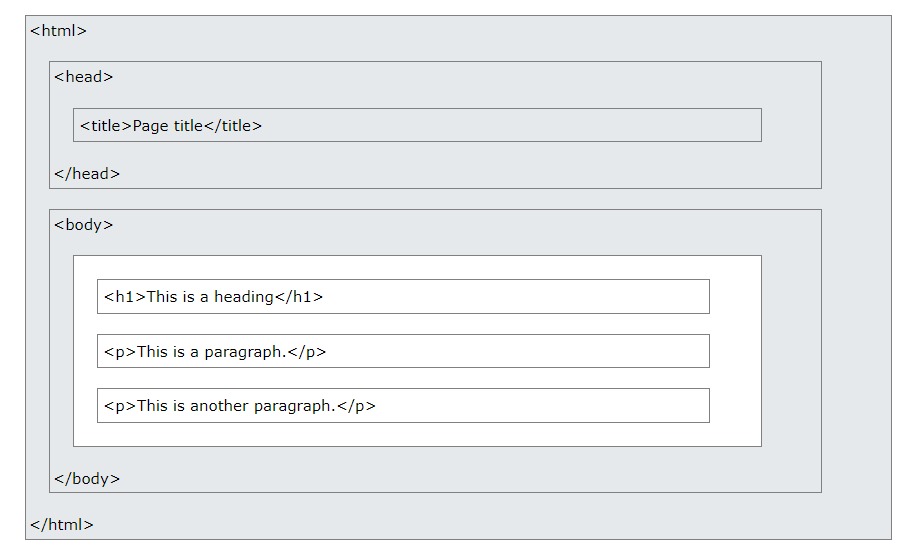 <html>
<head>
<title>Page title</title>
</head>
<body>
<h1>This is a heading</h1>
<p>This is a paragraph.</p>
<p>This is another paragraph.</p>
</body>
</html>